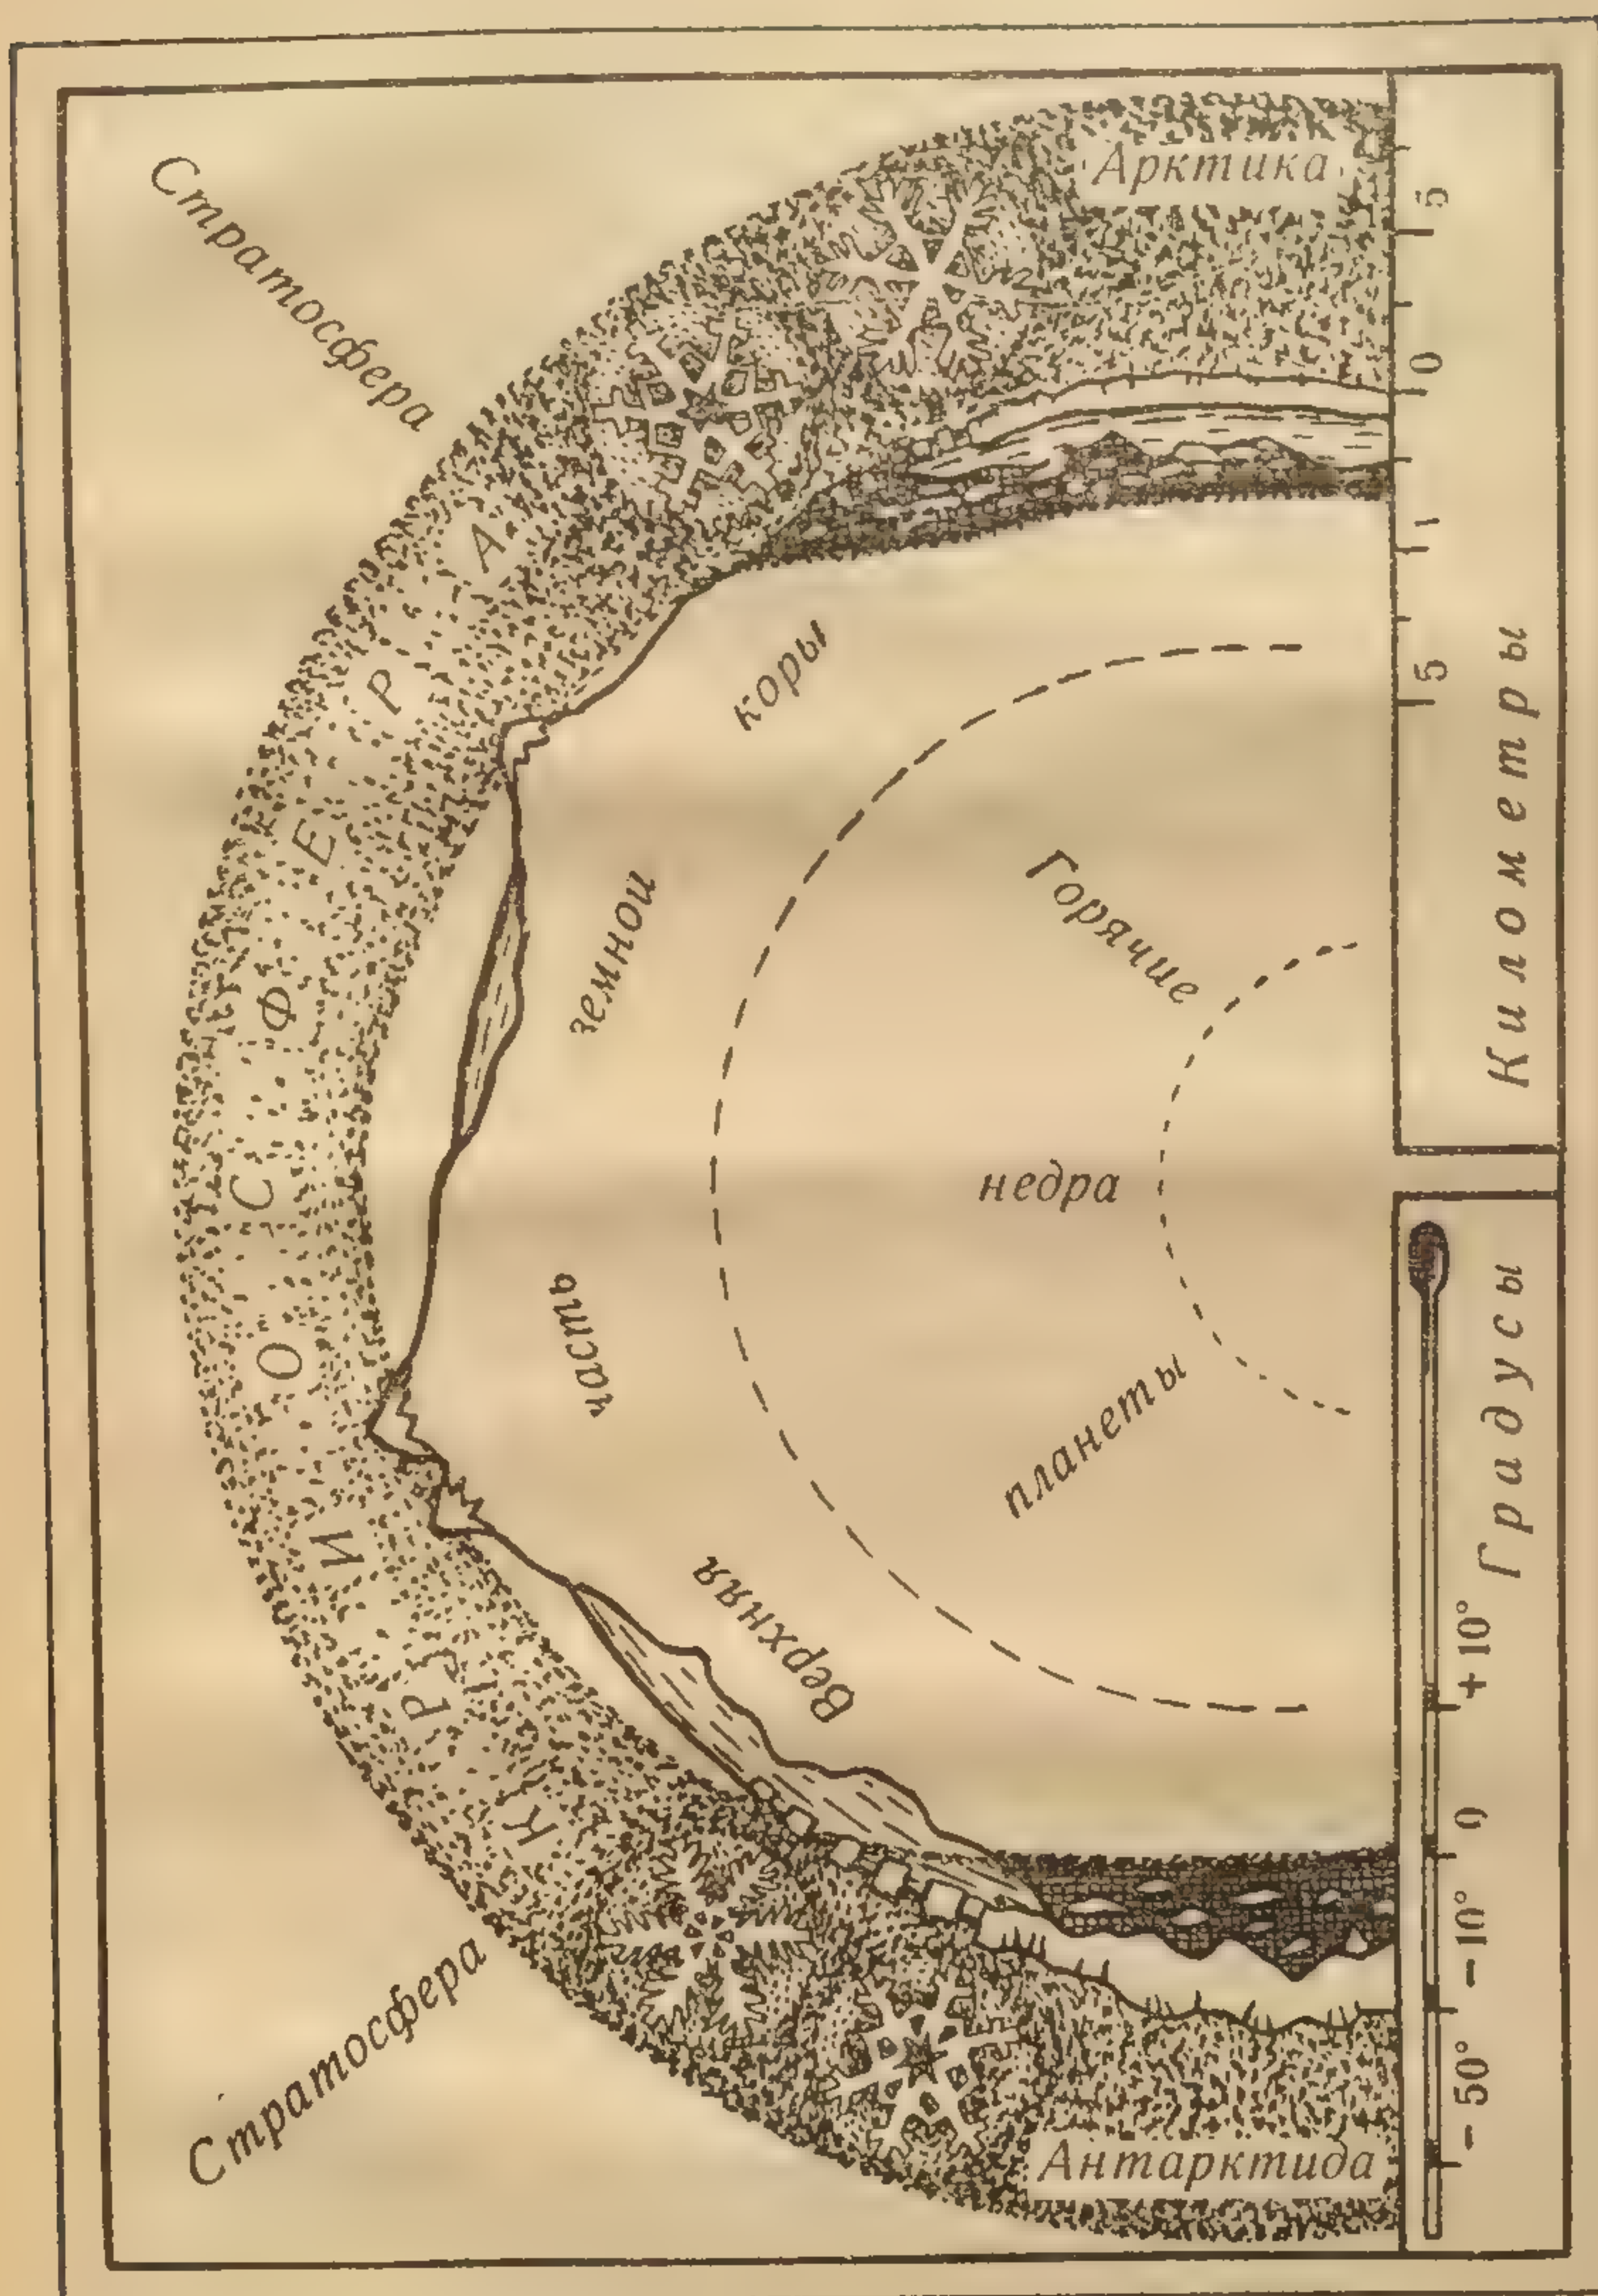 Стратосфера
Арктика
КРИОСФЕРА
Стратосфера
Верхняя
часть
земной
коры
Горячие
недра
планеты
Антарктида
5
0
1
5
Километры
Градусы
+10°
0
-10°
-50°